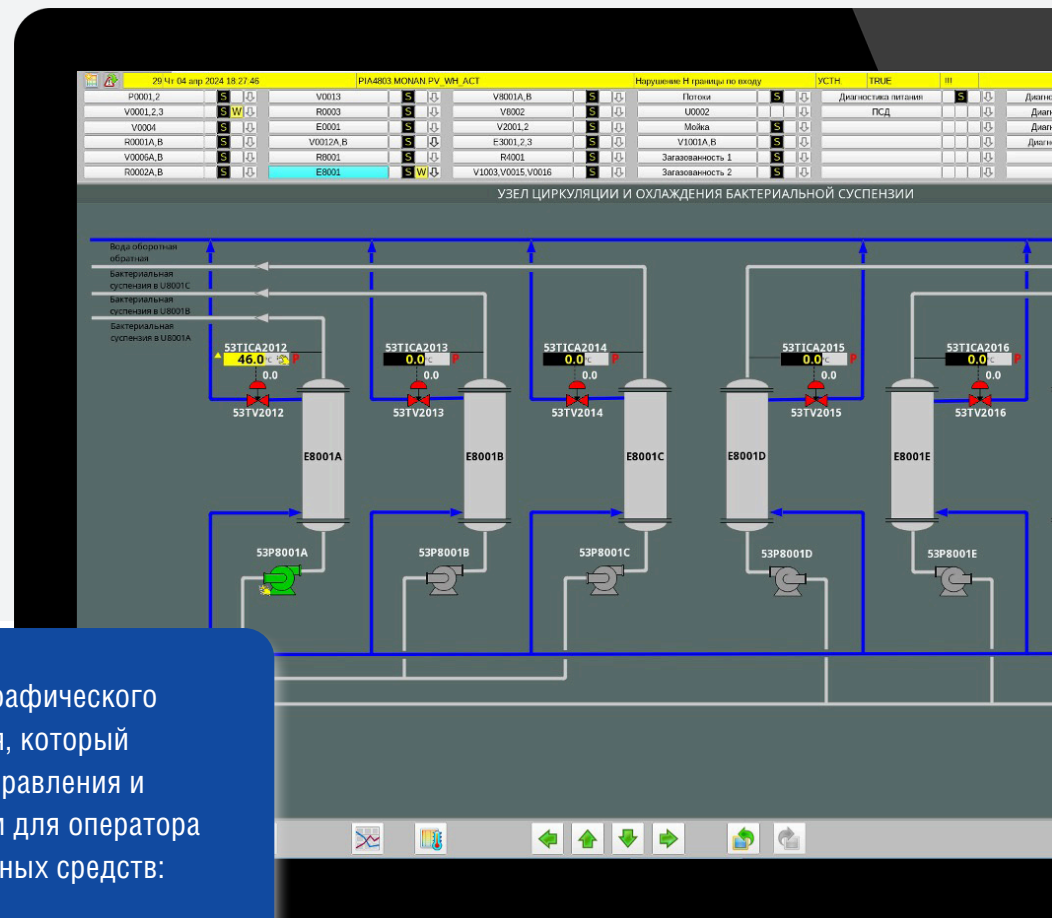 29 Чт 04 апр 2024 18:27:46 PIA4803.MONAN.PV_WH_ACT Нарушение Н границы по входу УСТН TRUE !!!
P0001,2 S V0013 S V8001A,B S Потоки S Диагностика питания S
V0001,2,3 S W R0003 S V8002 S U0002 ПСД
V0004 S E0001 S V2001,2 S Мойка S
R0001A,B S V0012A,B S E3001,2,3 S V1001A,B S
V0006A,B S R8001 S R4001 S Загазованность 1 S
R0002A,B S E8001 S W V1003,V0015,V0016 S Загазованность 2 S
УЗЕЛ ЦИРКУЛЯЦИИ И ОХЛАЖДЕНИЯ БАКТЕРИАЛЬНОЙ СУСПЕНЗИИ
Вода оборотная
обратная
Бактериальная
суспензия в U8001C
Бактериальная
суспензия в U8001B
Бактериальная
суспензия в U8001A
53TICA2012 53TICA2013 53TICA2014 53TICA2015 53TICA2016
46.0 °C P 0.0 °C P 0.0 °C P 0.0 °C P 0.0 °C P
0.0 0.0 0.0 0.0 0.0
53TV2012 53TV2013 53TV2014 53TV2015 53TV2016
E8001A E8001B E8001C E8001D E8001E
53P8001A 53P8001B 53P8001C 53P8001D 53P8001E
который
и
для оператора
средств: